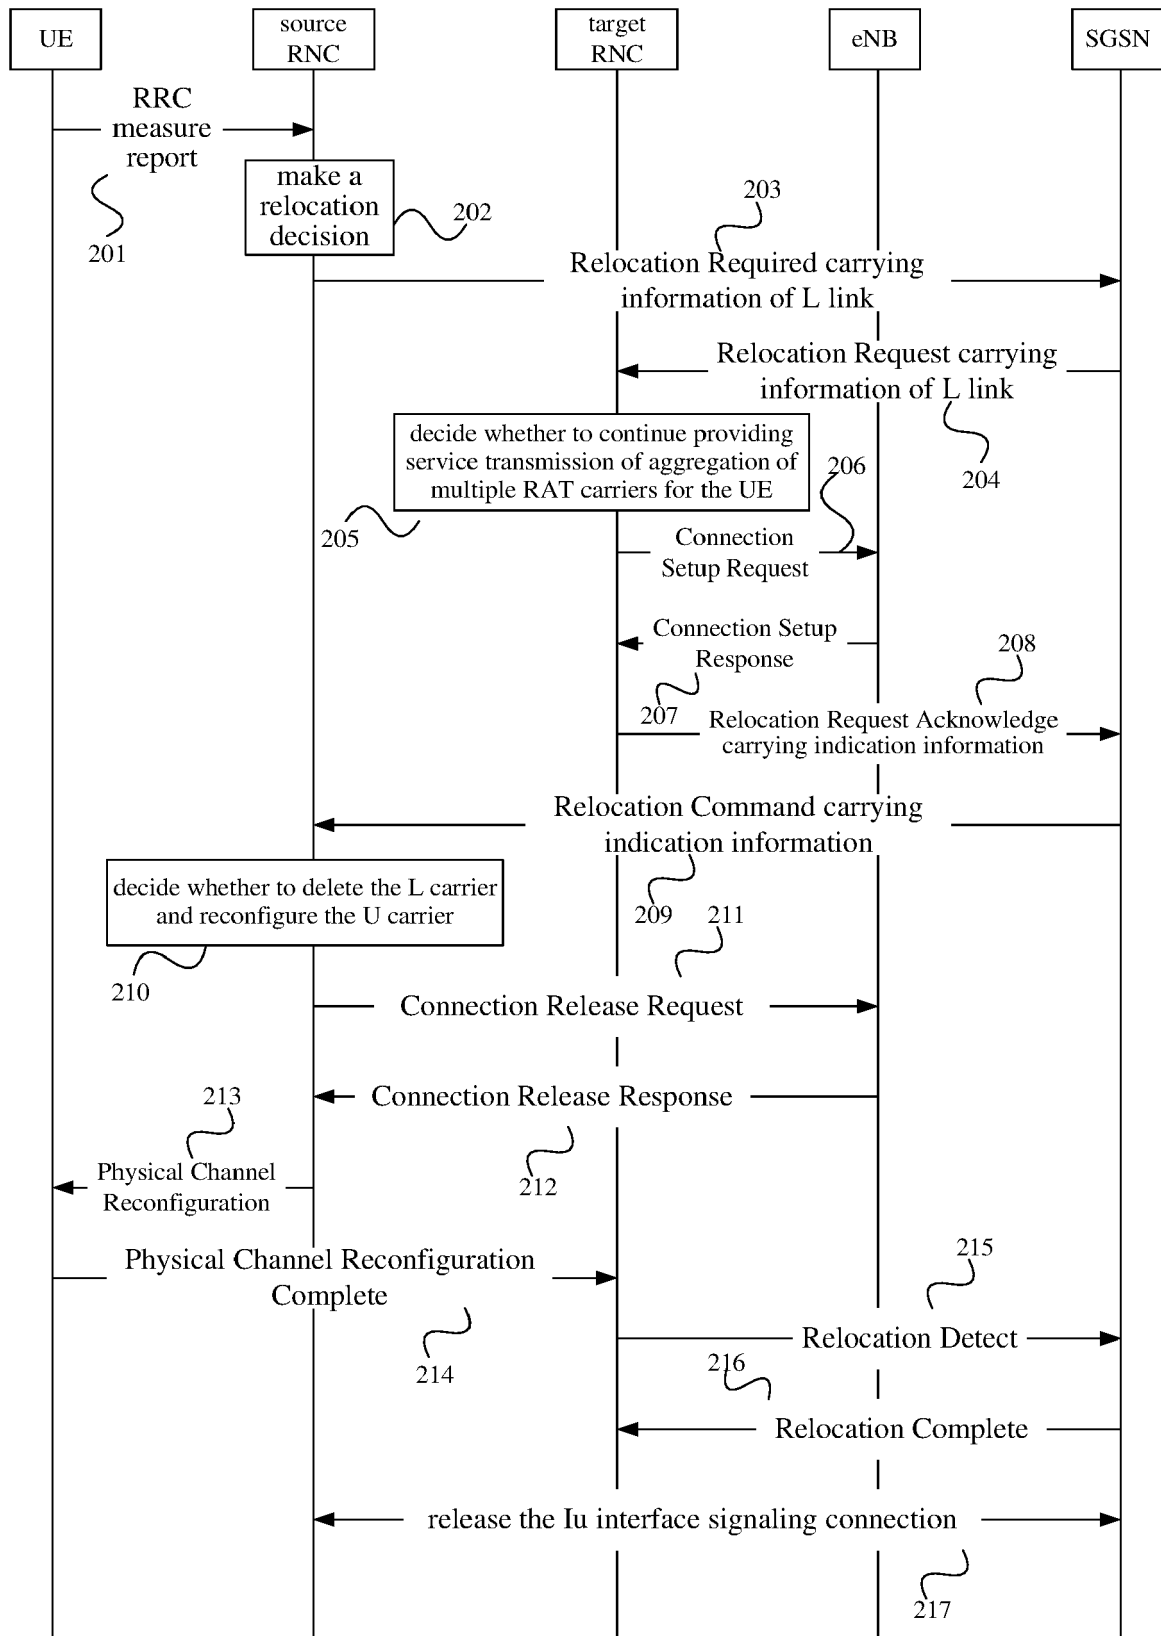 UE
source
RNC
target
RNC
eNB
SGSN
RRC
measure
report
201
make a
relocation
decision
202
203
Relocation Required carrying
information of L link
Relocation Request carrying
information of L link
204
decide whether to continue providing
service transmission of aggregation of
multiple RAT carriers for the UE
205
206
Connection
Setup Request
Connection Setup
Response
207
208
Relocation Request Acknowledge
carrying indication information
Relocation Command carrying
indication information
209
decide whether to delete the L carrier
and reconfigure the U carrier
210
211
Connection Release Request
Connection Release Response
212
213
Physical Channel
Reconfiguration
Physical Channel Reconfiguration
Complete
214
215
Relocation Detect
216
Relocation Complete
release the Iu interface signaling connection
217